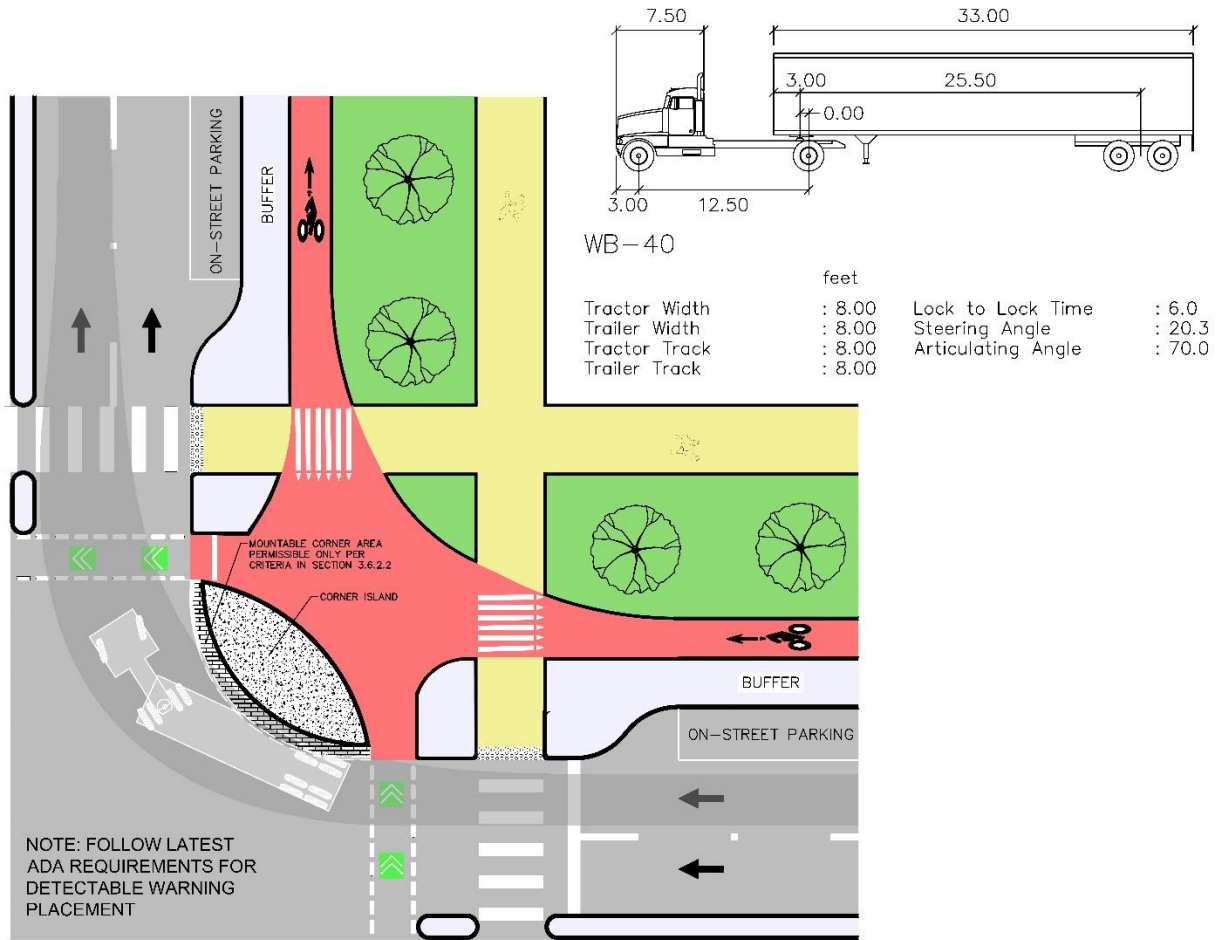 7.50
33.00
3.00
25.50
0.00
3.00
12.50
WB-40
feet
Tractor Width : 8.00 Lock to Lock Time : 6.0
Trailer Width : 8.00 Steering Angle : 20.3
Tractor Track : 8.00 Articulating Angle : 70.0
Trailer Track : 8.00
ON-STREET PARKING
BUFFER
MOUNTABLE CORNER AREA
PERMISSIBLE ONLY PER
CRITERIA IN SECTION 3.6.2.2
CORNER ISLAND
BUFFER
ON-STREET PARKING
NOTE: FOLLOW LATEST
ADA REQUIREMENTS FOR
DETECTABLE WARNING
PLACEMENT